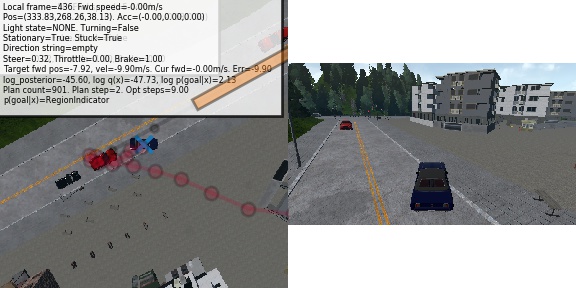 Local frame=436. Fwd speed=-0.00m/s
Pos=(333.83,268.26,38.13). Acc=(-0.00,0.00,0.00)
Light state=NONE. Turning=False
Stationary=True. Stuck=True
Direction string=empty
Steer=0.32, Throttle=0.00, Brake=1.00
Target fwd pos=-7.92, vel=-9.90m/s. Cur fwd=-0.00m/s. Err=-9.90
log_posterior=-45.60, log q(x)=-47.73, log p(goal|x)=2.13
Plan count=901. Plan step=2. Opt steps=9.00
p(goal|x)=RegionIndicator